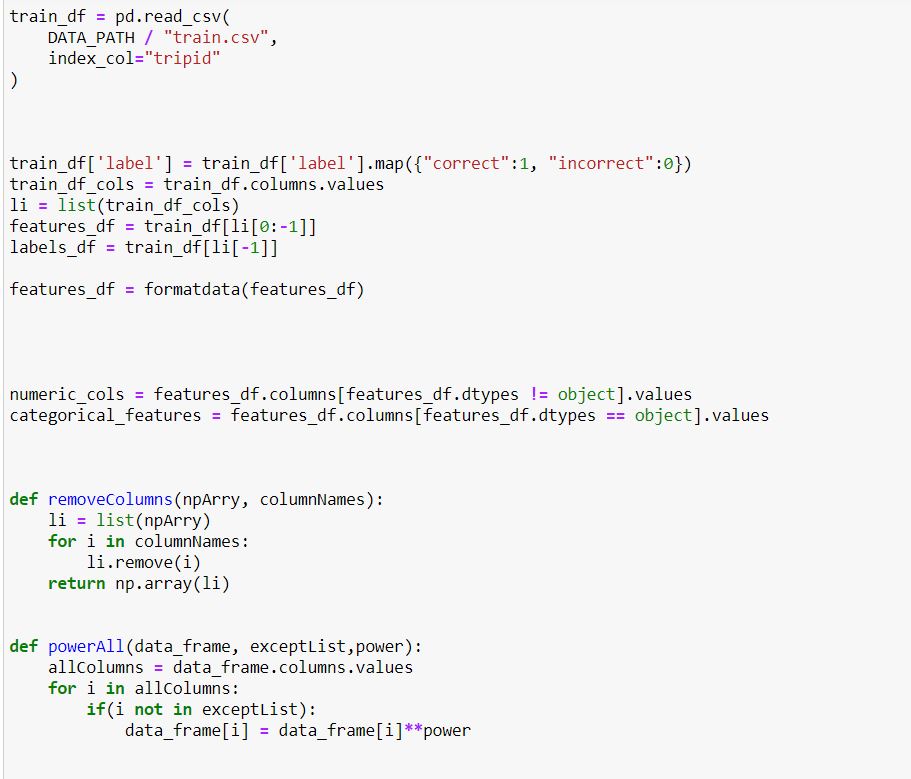 train_df = pd.read_csv(
    DATA_PATH / "train.csv",
    index_col="tripid"
)
train_df['label'] = train_df['label'].map({"correct":1, "incorrect":0})
train_df_cols = train_df.columns.values
li = list(train_df_cols)
features_df = train_df[li[0:-1]]
labels_df = train_df[li[-1]]
features_df = formatdata(features_df)
numeric_cols = features_df.columns[features_df.dtypes != object].values
categorical_features = features_df.columns[features_df.dtypes == object].values
def removeColumns(npArry, columnNames):
    li = list(npArry)
    for i in columnNames:
        li.remove(i)
    return np.array(li)
def powerAll(data_frame, exceptList,power):
    allColumns = data_frame.columns.values
    for i in allColumns:
        if(i not in exceptList):
            data_frame[i] = data_frame[i]**power